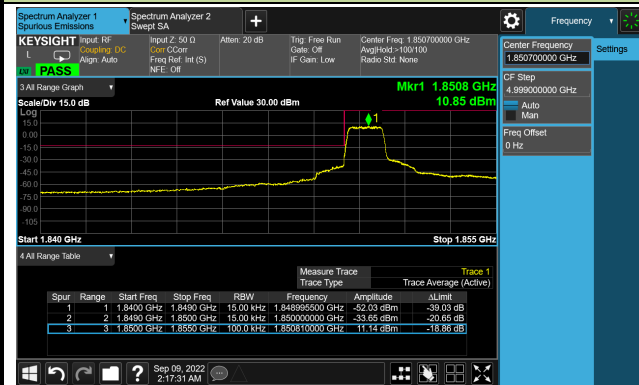 Spectrum Analyzer 1
Spurious Emissions
Spectrum Analyzer 2
Swept SA
Frequency
KEYSIGHT
L
PASS
Input: RF
Coupling: DC
Align: Auto
Input Z: 50 Ω
Corr CCorr
Freq Ref: Int (S)
NFE: Off
Atten: 20 dB
Trig: Free Run
Gate: Off
IF Gain: Low
Center Freq: 1.850700000 GHz
Avg|Hold:>100/100
Radio Std: None
Center Frequency
1.850700000 GHz
Settings
CF Step
4.999000000 GHz
Auto
Man
Freq Offset
0 Hz
3 All Range Graph
Mkr1 1.8508 GHz
10.85 dBm
Scale/Div 15.0 dB
Ref Value 30.00 dBm
Log
15.0
0.00
-15.0
-30.0
-45.0
-60.0
-75.0
-90.0
-105
1
Start 1.840 GHz
Stop 1.855 GHz
4 All Range Table
Measure Trace Trace 1
Trace Type Trace Average (Active)
Spur Range Start Freq Stop Freq RBW Frequency Amplitude ΔLimit
1 1 1.8400 GHz 1.8490 GHz 15.00 kHz 1.848995500 GHz -52.03 dBm -39.03 dB
2 2 1.8490 GHz 1.8500 GHz 15.00 kHz 1.850000000 GHz -33.65 dBm -20.65 dB
3 3 1.8500 GHz 1.8550 GHz 100.0 kHz 1.850810000 GHz 11.14 dBm -18.86 dB
?
Sep 09, 2022
2:17:31 AM